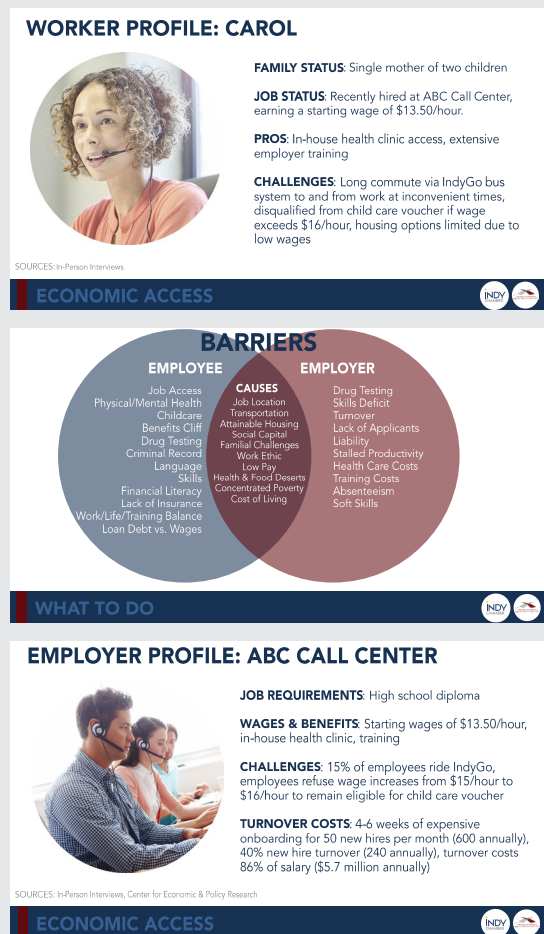 WORKER PROFILE: CAROL
FAMILY STATUS: Single mother of two children
JOB STATUS: Recently hired at ABC Call Center,
earning a starting wage of $13.50/hour.
PROS: In-house health clinic access, extensive
employer training
CHALLENGES: Long commute via IndyGo bus
system to and from work at inconvenient times,
disqualified from child care voucher if wage
exceeds $16/hour, housing options limited due to
low wages
SOURCES: In-Person Interviews
ECONOMIC ACCESS
INDY
CHAMBER
BARRIERS
EMPLOYEE
Job Access
Physical/Mental Health
Childcare
Benefits Cliff
Drug Testing
Criminal Record
Language
Skills
Financial Literacy
Lack of Insurance
Work/Life/Training Balance
Loan Debt vs. Wages
CAUSES
Job Location
Transportation
Attainable Housing
Social Capital
Familial Challenges
Work Ethic
Low Pay
Health & Food Deserts
Concentrated Poverty
Cost of Living
EMPLOYER
Drug Testing
Skills Deficit
Turnover
Lack of Applicants
Liability
Stalled Productivity
Health Care Costs
Training Costs
Absenteeism
Soft Skills
WHAT TO DO
INDY
CHAMBER
EMPLOYER PROFILE: ABC CALL CENTER
JOB REQUIREMENTS: High school diploma
WAGES & BENEFITS: Starting wages of $13.50/hour,
in-house health clinic, training
CHALLENGES: 15% of employees ride IndyGo,
employees refuse wage increases from $15/hour to
$16/hour to remain eligible for child care voucher
TURNOVER COSTS: 4-6 weeks of expensive
onboarding for 50 new hires per month (600 annually),
40% new hire turnover (240 annually), turnover costs
86% of salary ($5.7 million annually)
SOURCES: In-Person Interviews, Center for Economic & Policy Research
ECONOMIC ACCESS
INDY
CHAMBER